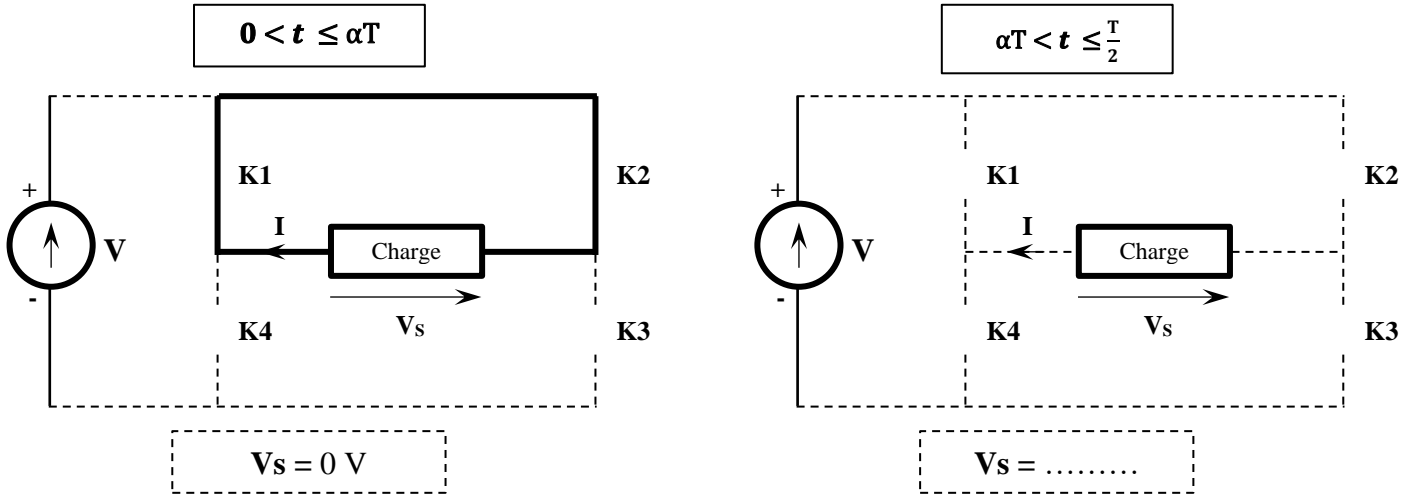 0 < t ≤ αT
αT < t ≤ T/2
K1
K2
+
I
Charge
V
-
Vs
K4
K3
Vs = 0 V
K1
K2
+
I
Charge
V
-
Vs
K4
K3
Vs = .........